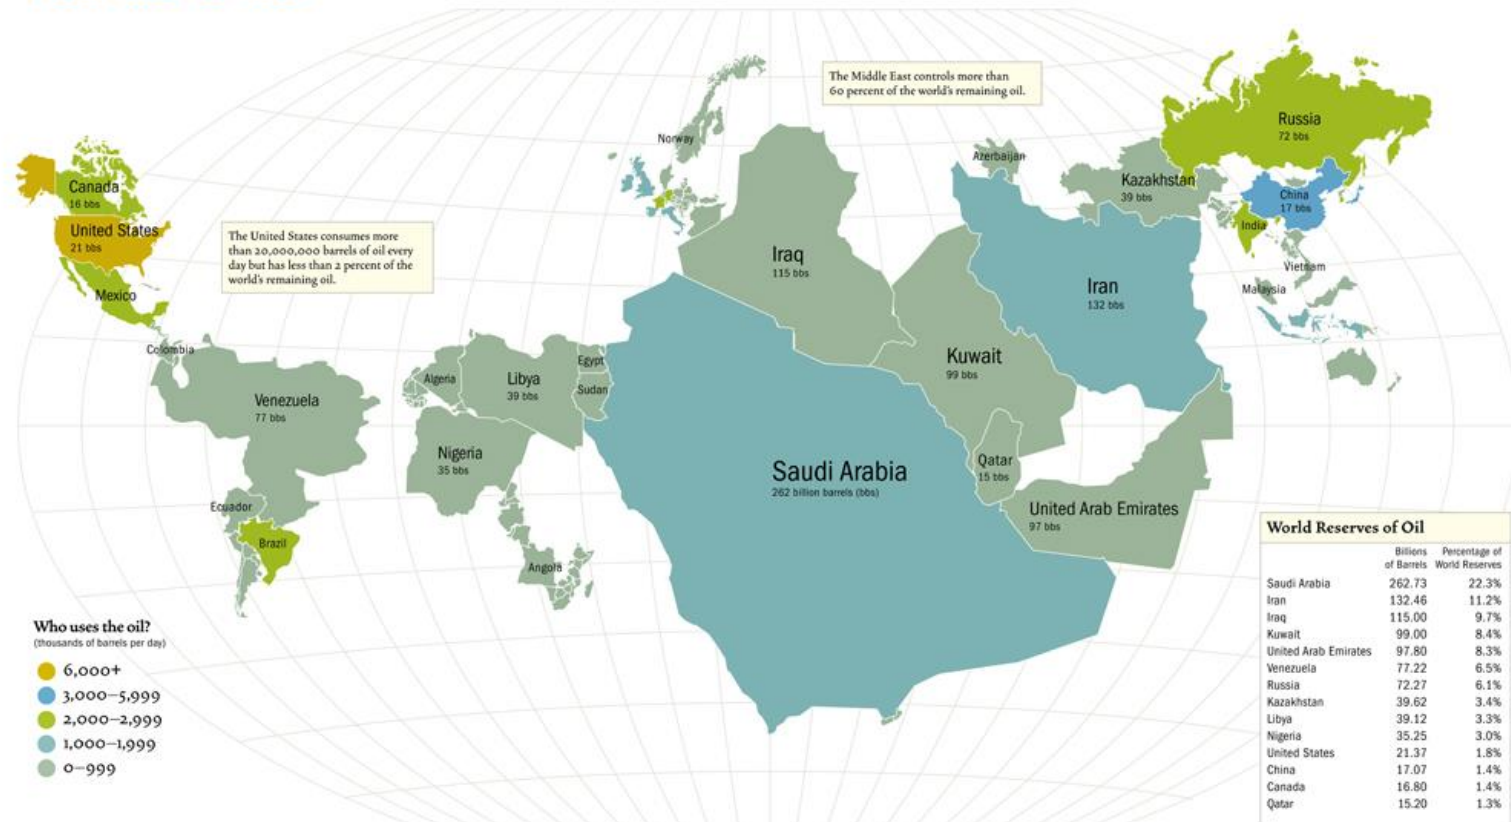 The Middle East controls more than
60 percent of the world's remaining oil.
Russia
72 bbs
Norway
Azerbaijan
Canada
16 bbs
Kazakhstan
39 bbs
China
17 bbs
United States
21 bbs
The United States consumes more
than 20,000,000 barrels of oil every
day but has less than 2 percent of the
world's remaining oil.
India
Iraq
115 bbs
Vietnam
Malaysia
Iran
132 bbs
Mexico
Colombia
Algeria
Libya
39 bbs
Egypt
Sudan
Kuwait
99 bbs
Venezuela
77 bbs
Nigeria
35 bbs
Saudi Arabia
262 billion barrels (bbs)
Qatar
15 bbs
United Arab Emirates
97 bbs
Ecuador
Brazil
Angola
Who uses the oil?
(thousands of barrels per day)
6,000+
3,000–5,999
2,000–2,999
1,000–1,999
0–999
World Reserves of Oil
Billions of Barrels Percentage of World Reserves
Saudi Arabia 262.73 22.3%
Iran 132.46 11.2%
Iraq 115.00 9.7%
Kuwait 99.00 8.4%
United Arab Emirates 97.80 8.3%
Venezuela 77.22 6.5%
Russia 72.27 6.1%
Kazakhstan 39.62 3.4%
Libya 39.12 3.3%
Nigeria 35.25 3.0%
United States 21.37 1.8%
China 17.07 1.4%
Canada 16.80 1.4%
Qatar 15.20 1.3%